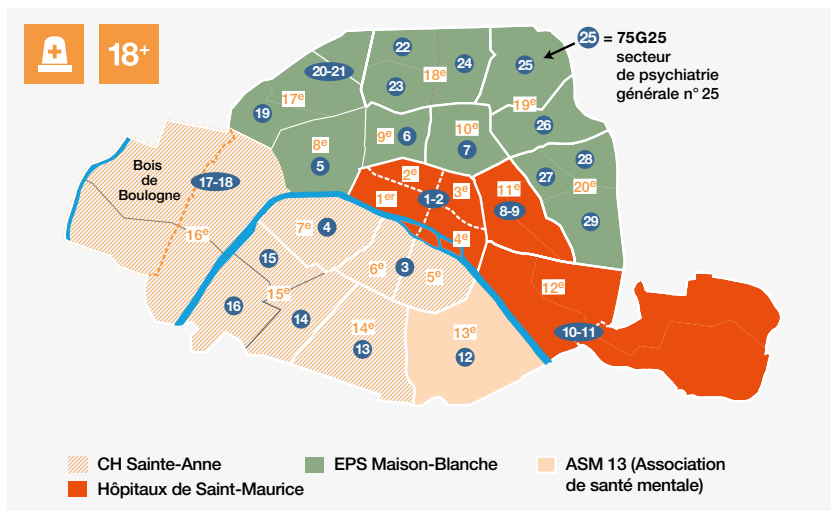 18+
25 = 75G25
secteur
de psychiatrie
générale n° 25
22
24
25
20-21
18e
23
17e
19e
19
26
10e
9e
6
8e
7
28
5
27
20e
Bois
de
Boulogne
17-18
2e
11e
3e
1er
1-2
8-9
29
7e
4
16e
4e
15
6e
3
5e
12e
15e
16
14
14e
13e
10-11
13
12
CH Sainte-Anne
Hôpitaux de Saint-Maurice
EPS Maison-Blanche
ASM 13 (Association
de santé mentale)